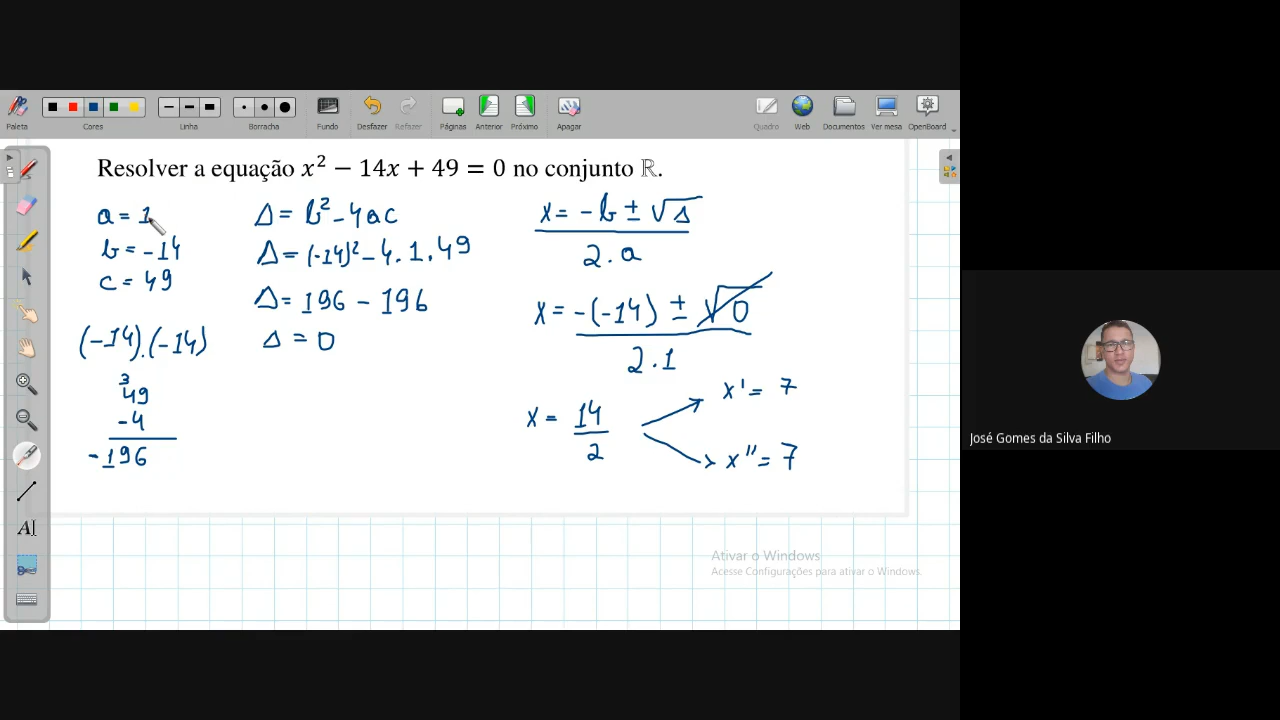 Paleta Cores Linha Borracha Fundo Desfazer Refazer Páginas Anterior Próximo Apagar Quadro Web Documentos Ver mesa OpenBoard
Resolver a equação x² − 14x + 49 = 0 no conjunto ℝ.
a = 1
b = -14
c = 49
(-14).(-14)
3
49
-4
-196
Δ = b² - 4ac
Δ = (-14)² - 4.1.49
Δ = 196 - 196
Δ = 0
x = -b ± √Δ
2.a
x = -(-14) ± √0
2.1
x = 14
2
x' = 7
x'' = 7
A
José Gomes da Silva Filho
Ativar o Windows
Acesse Configurações para ativar o Windows.